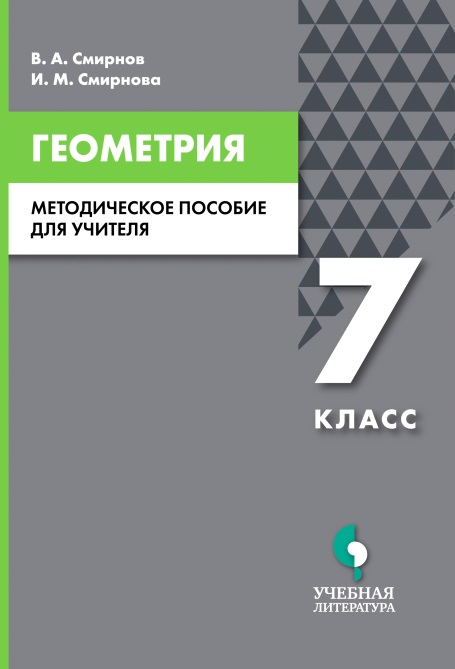 В. А. Смирнов
И. М. Смирнова
ГЕОМЕТРИЯ
МЕТОДИЧЕСКОЕ ПОСОБИЕ
ДЛЯ УЧИТЕЛЯ
7
КЛАСС
УЧЕБНАЯ
ЛИТЕРАТУРА